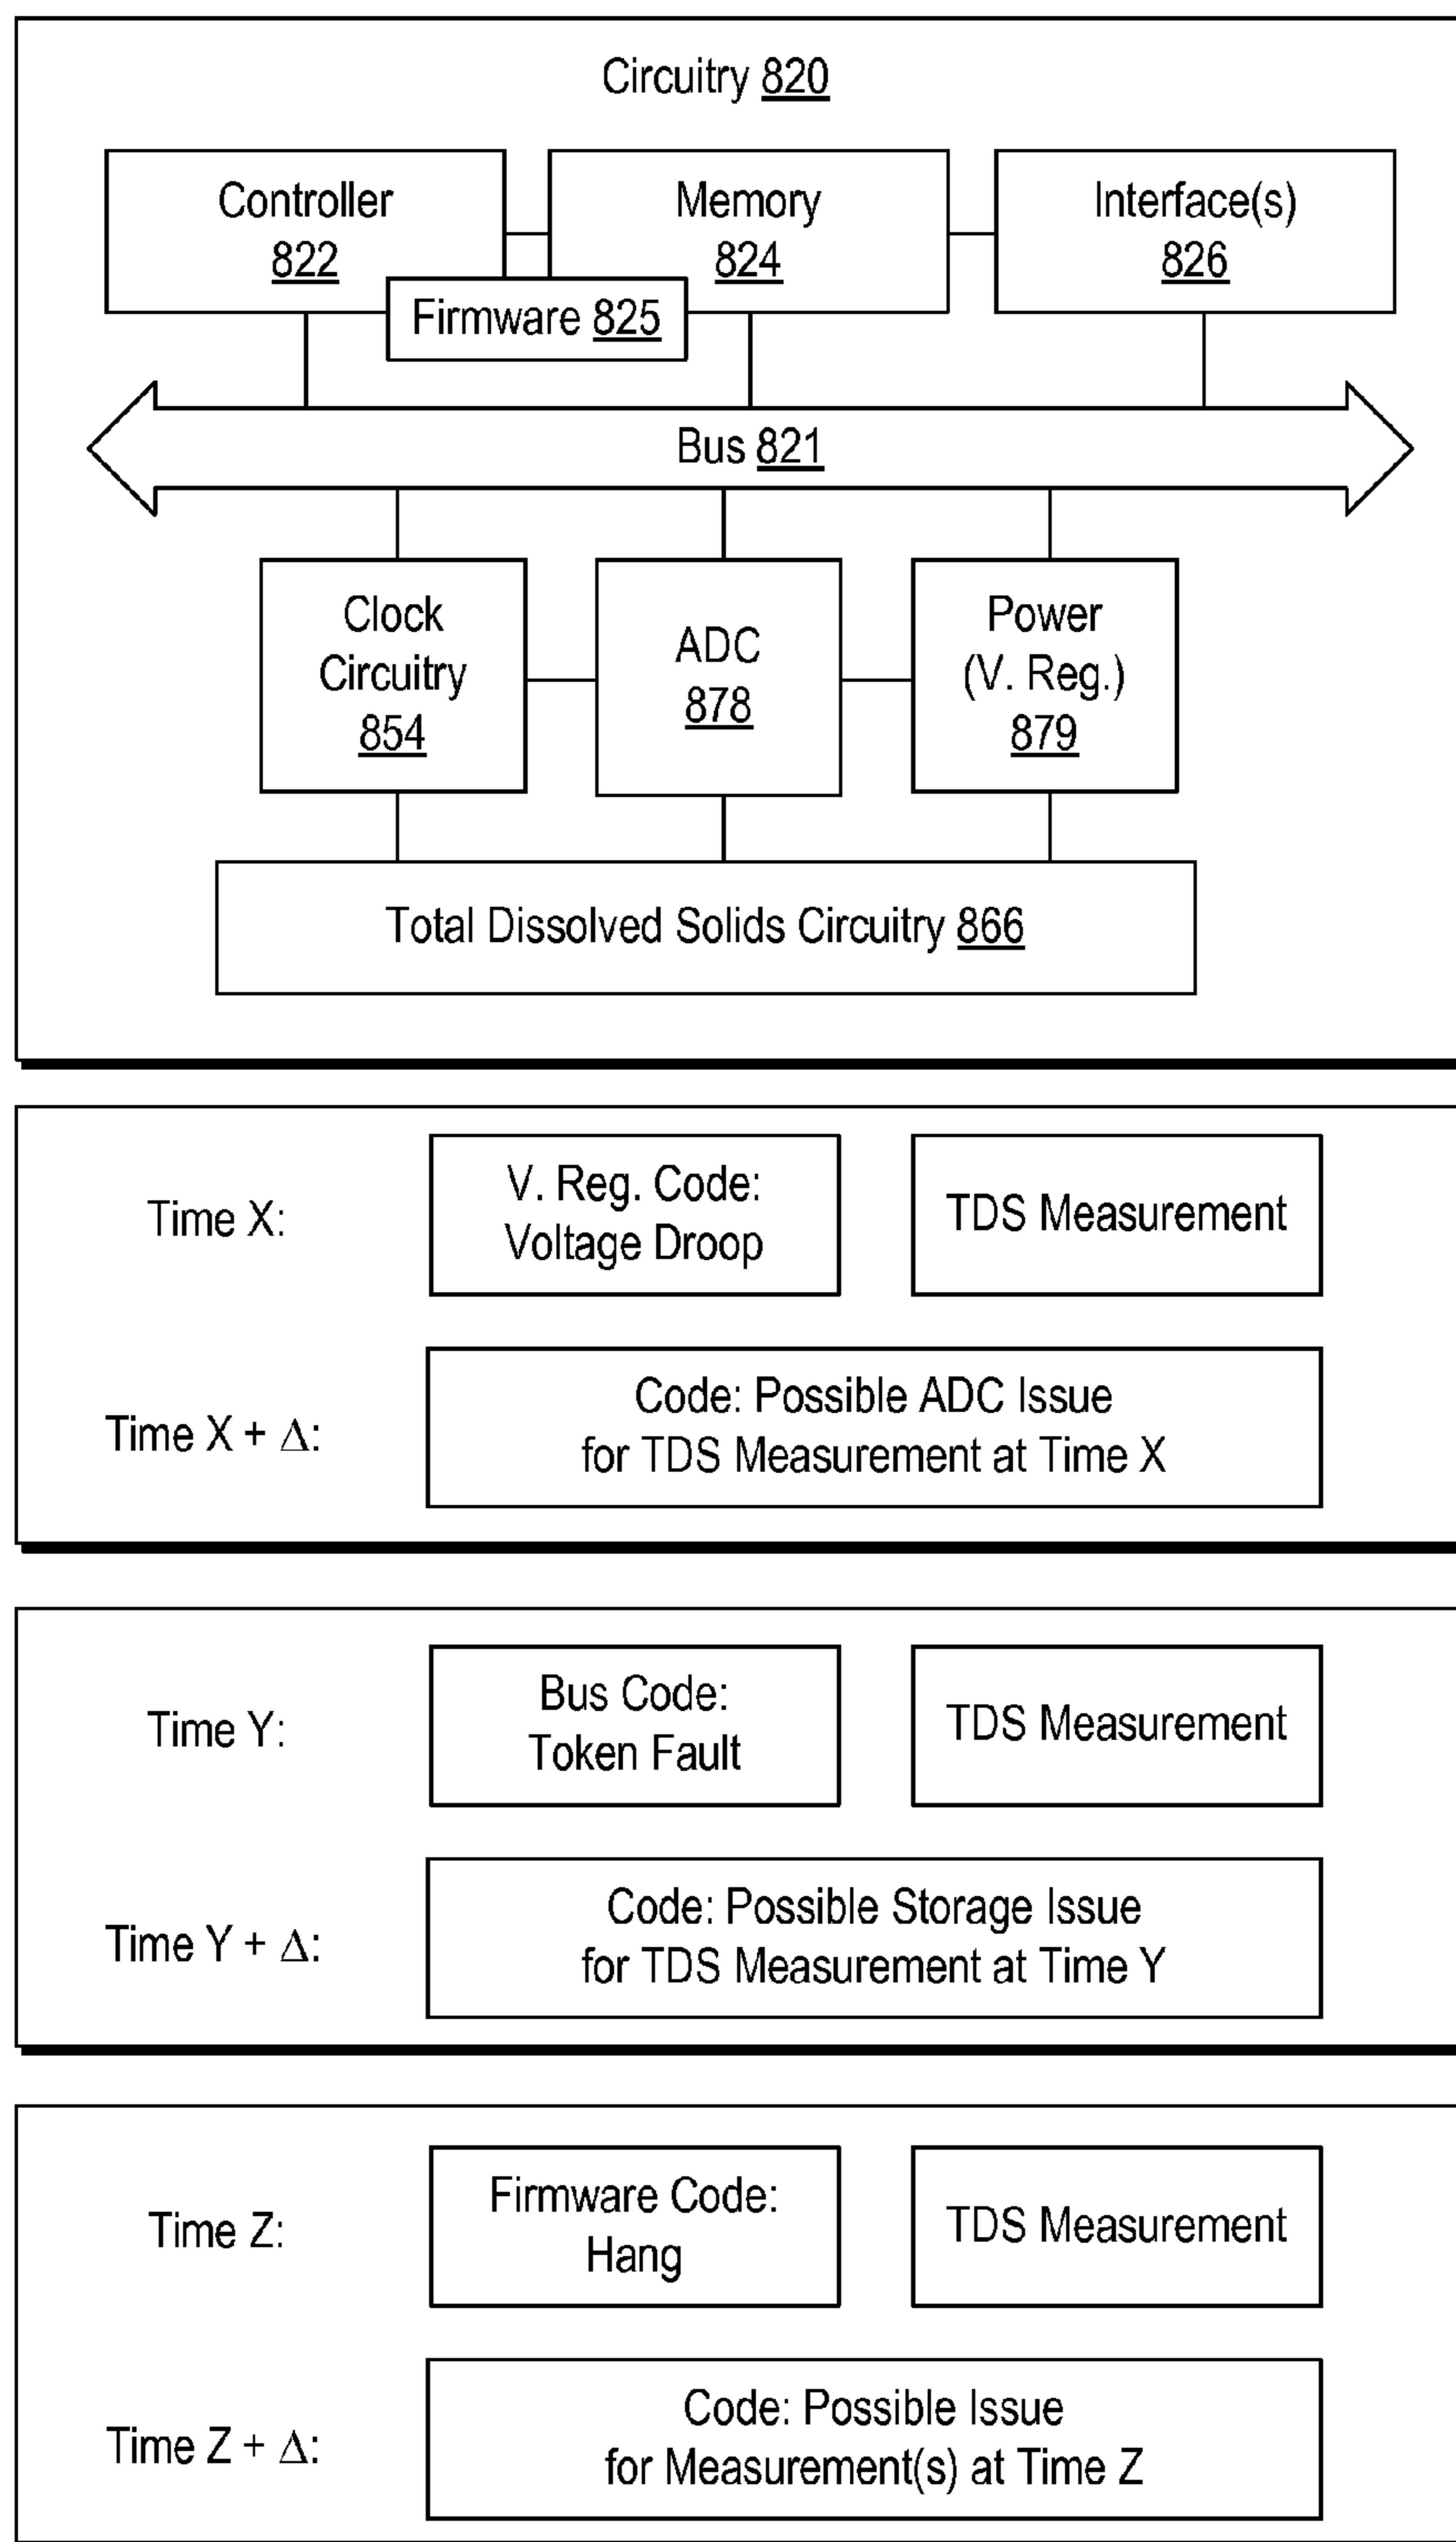 Circuitry 820
Controller
822
Memory
824
Interface(s)
826
Firmware 825
Bus 821
Clock
Circuitry
854
ADC
878
Power
(V. Reg.)
879
Total Dissolved Solids Circuitry 866
Time X:
V. Reg. Code:
Voltage Droop
TDS Measurement
Time X + Δ:
Code: Possible ADC Issue
for TDS Measurement at Time X
Time Y:
Bus Code:
Token Fault
TDS Measurement
Time Y + Δ:
Code: Possible Storage Issue
for TDS Measurement at Time Y
Time Z:
Firmware Code:
Hang
TDS Measurement
Time Z + Δ:
Code: Possible Issue
for Measurement(s) at Time Z